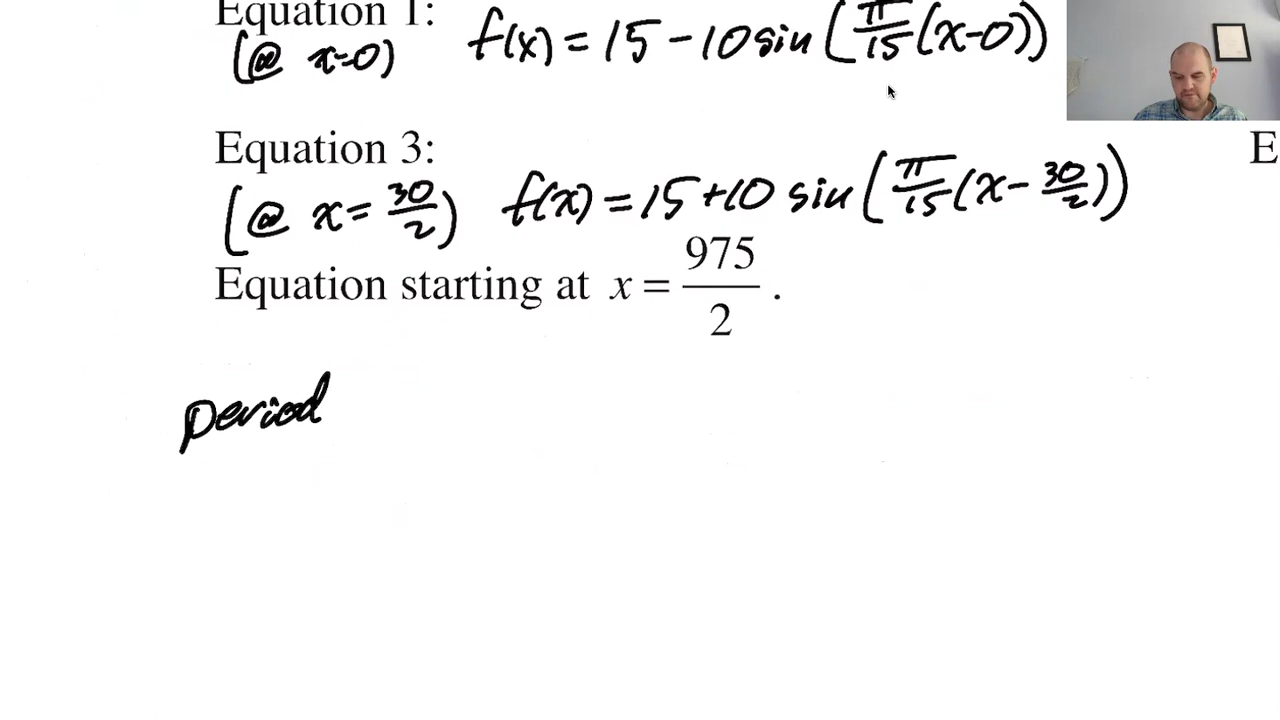 Equation 1:
(@ x=0) f(x) = 15 - 10 sin (π/15 (x-0))
Equation 3:
E
(@ x = 30/2) f(x) = 15 + 10 sin (π/15 (x - 30/2))
Equation starting at x = 975/2 .
period